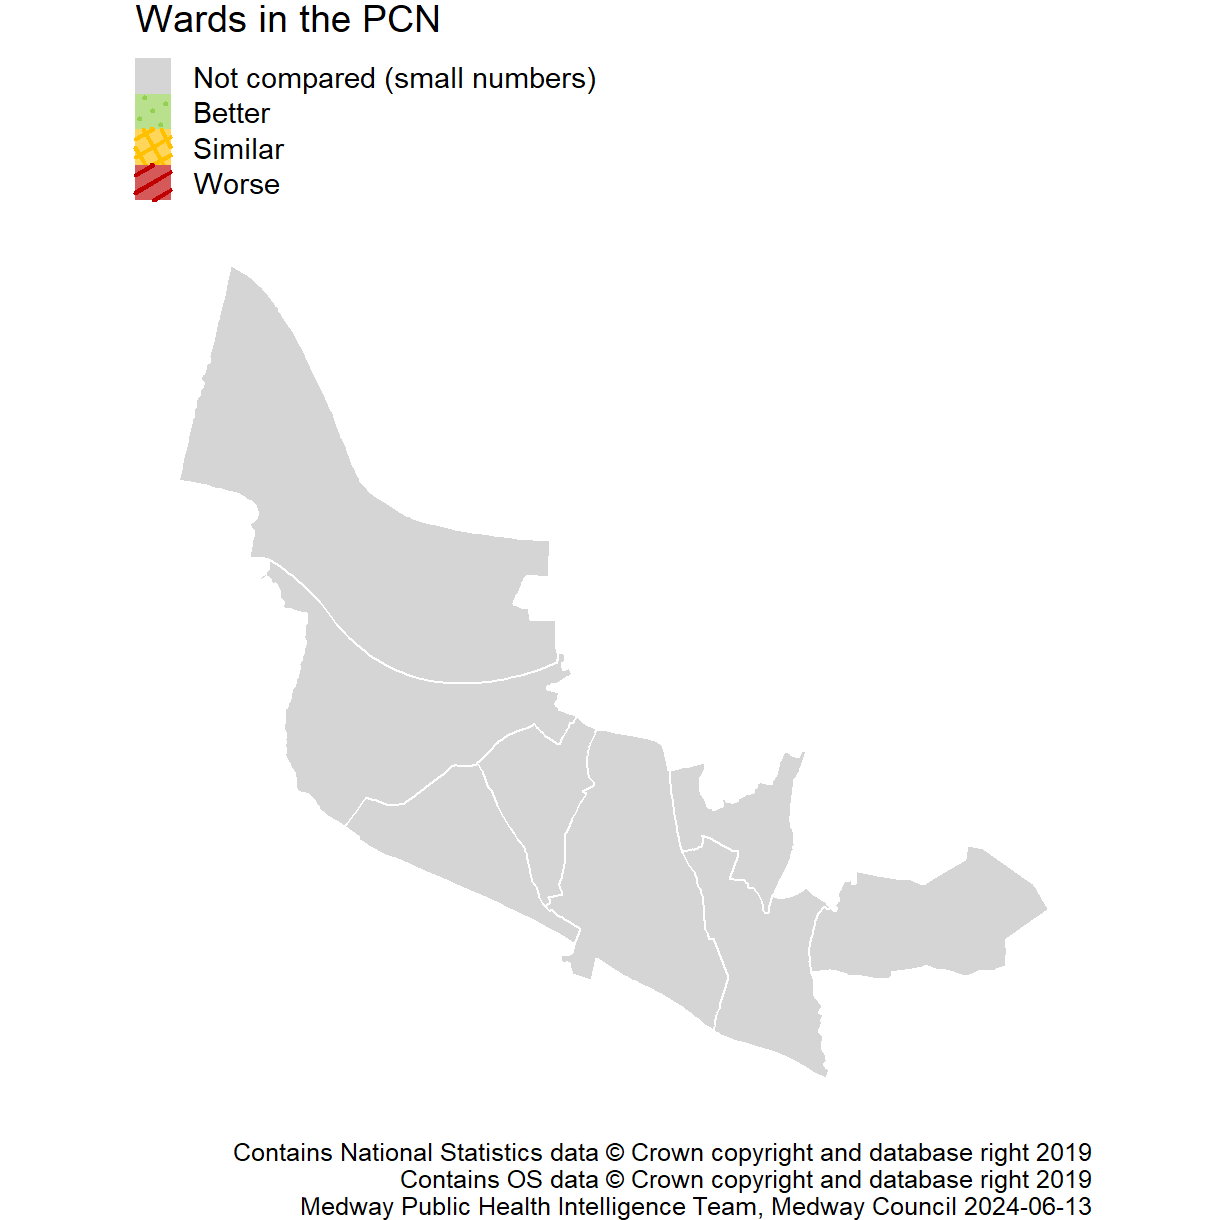 Wards in the PCN
Not compared (small numbers)
Better
Similar
Worse
Contains National Statistics data © Crown copyright and database right 2019
Contains OS data © Crown copyright and database right 2019
Medway Public Health Intelligence Team, Medway Council 2024-06-13